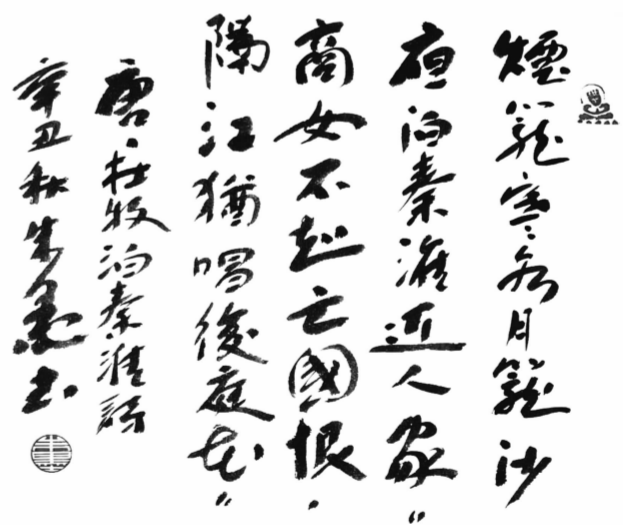 煙籠寒水月籠沙
夜泊秦淮近人家
商女不知亡國恨
隔江猶唱後庭花
唐、杜牧泊秦淮詩
辛丑秋朱書